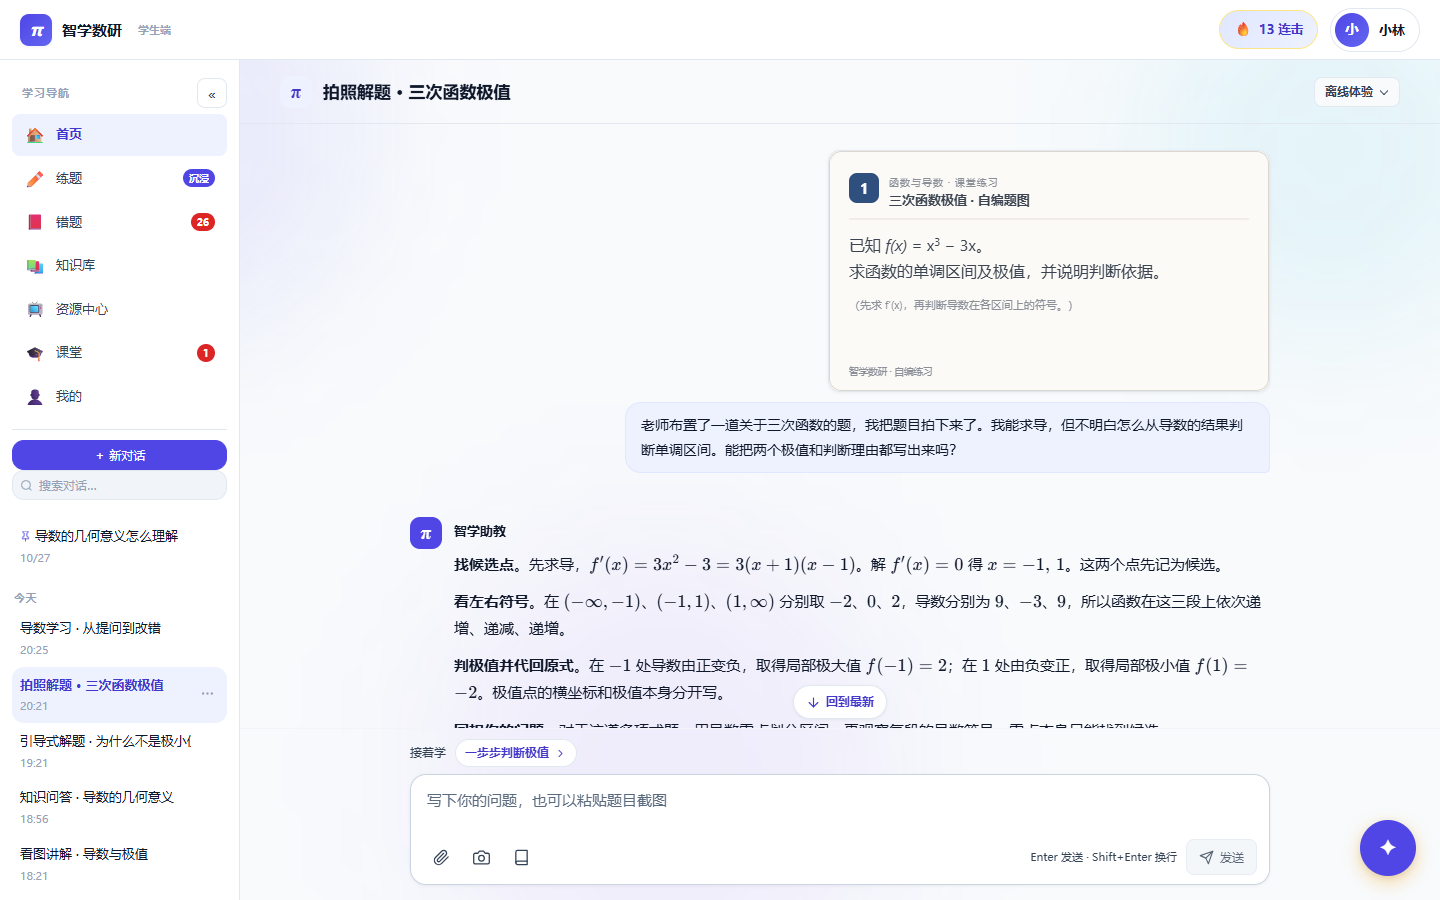 π 智学数研 学生端
13 连击
小 小林
学习导航 «
首页
练题 沉浸
错题 26
知识库
资源中心
课堂 1
我的
+ 新对话
搜索对话...
导数的几何意义怎么理解
10/27
今天
导数学习 · 从提问到改错
20:25
拍照解题 • 三次函数极值 ...
20:21
引导式解题 · 为什么不是极小
19:21
知识问答 · 导数的几何意义
18:56
看图讲解 · 导数与极值
18:21
π 拍照解题 • 三次函数极值
离线体验
1 函数与导数 · 课堂练习
三次函数极值 · 自编题图
已知 f(x) = x³ − 3x。
求函数的单调区间及极值，并说明判断依据。
（先求 f′(x)，再判断导数在各区间上的符号。）
智学数研 · 自编练习
老师布置了一道关于三次函数的题，我把题目拍下来了。我能求导，但不明白怎么从导数的结果判
断单调区间。能把两个极值和判断理由都写出来吗？
π 智学助教
找候选点。先求导，f′(x) = 3x² − 3 = 3(x + 1)(x − 1)。解 f′(x) = 0 得 x = −1, 1。这两个点先记为候选。
看左右符号。在 (−∞, −1)、(−1, 1)、(1, ∞) 分别取 −2、0、2，导数分别为 9、−3、9，所以函数在这三段上依次递
增、递减、递增。
判极值并代回原式。在 −1 处导数由正变负，取得局部极大值 f(−1) = 2；在 1 处由负变正，取得局部极小值 f(1) =
−2。极值点的横坐标和极值本身分开写。
回到最新
接着学 一步步判断极值
写下你的问题，也可以粘贴题目截图
Enter 发送 · Shift+Enter 换行 发送